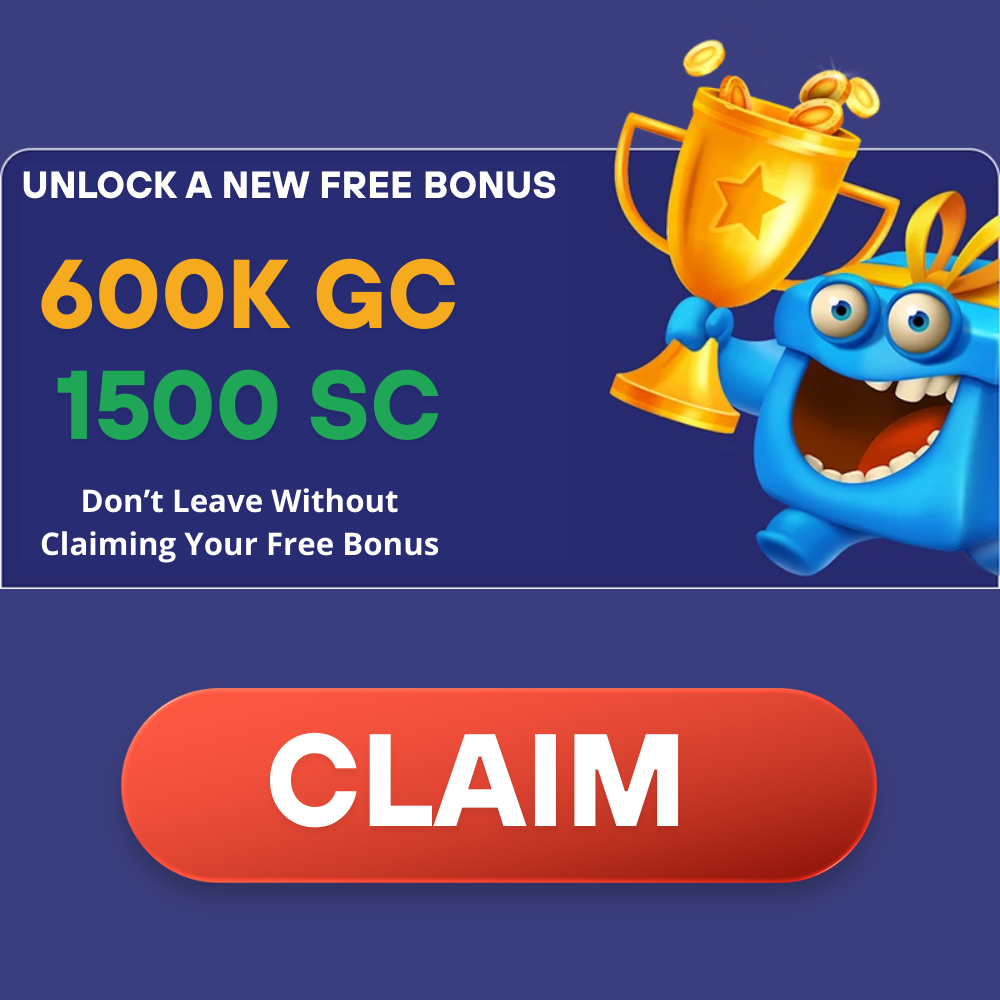 UNLOCK A NEW FREE BONUS
600K GC
1500 SC
Don’t Leave Without
Claiming Your Free Bonus
CLAIM